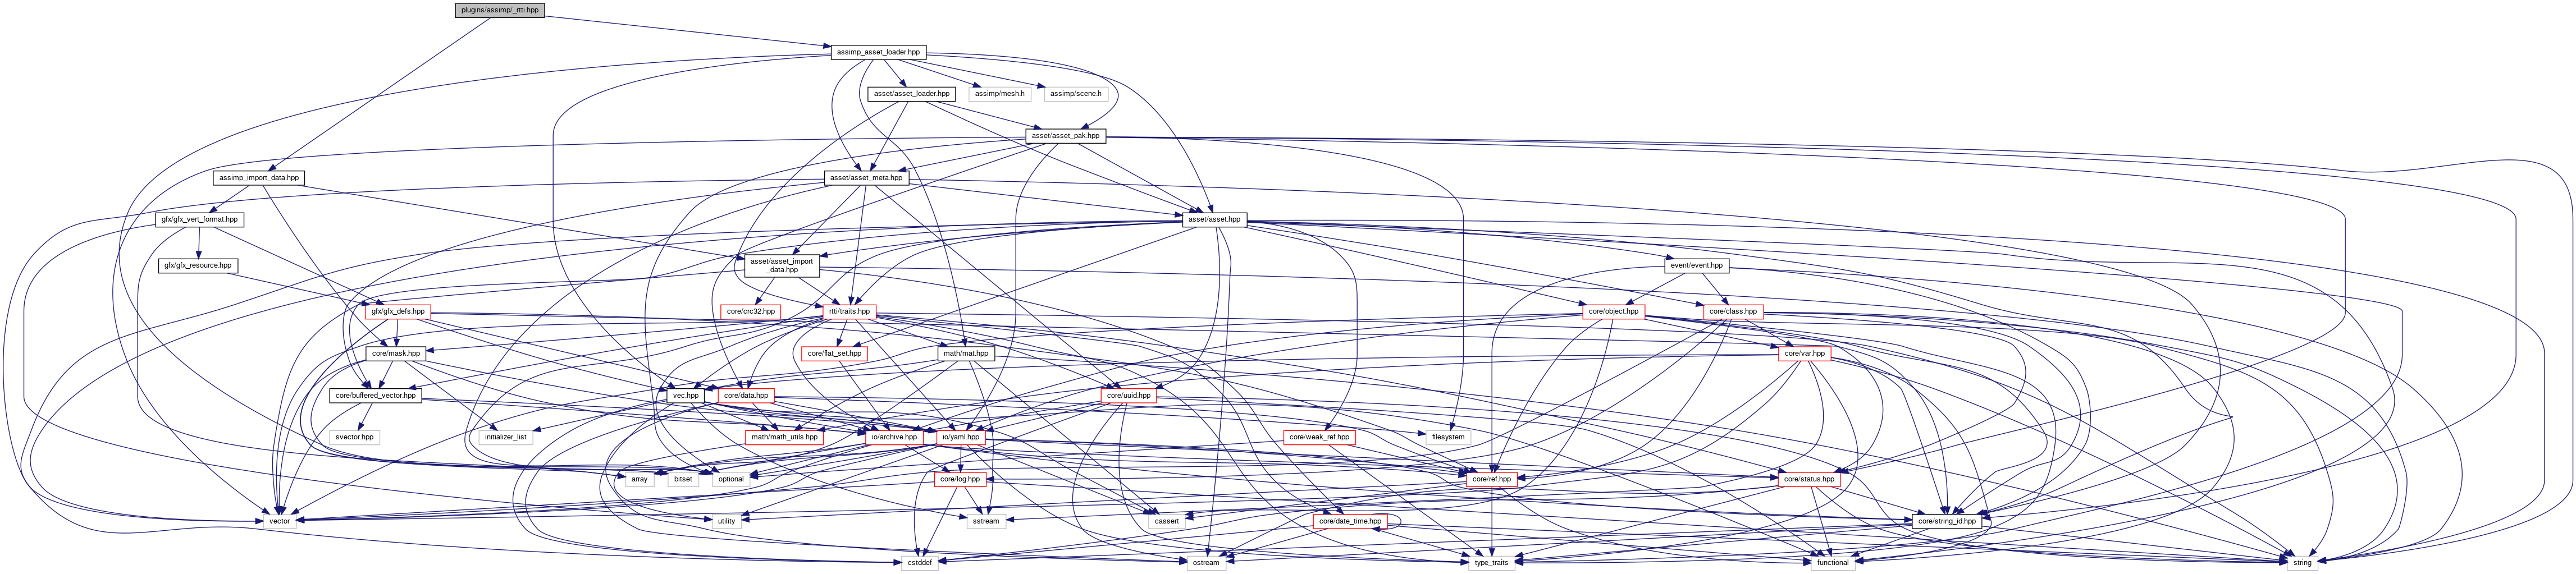 plugins/assimp/_rtti.hpp
assimp_asset_loader.hpp
asset/asset_loader.hpp
assimp/mesh.h
assimp/scene.h
asset/asset_pak.hpp
assimp_import_data.hpp
asset/asset_meta.hpp
gfx/gfx_vert_format.hpp
asset/asset.hpp
gfx/gfx_resource.hpp
asset/asset_import
_data.hpp
event/event.hpp
gfx/gfx_defs.hpp
core/crc32.hpp
rtti/traits.hpp
core/object.hpp
core/class.hpp
core/mask.hpp
core/flat_set.hpp
math/mat.hpp
core/var.hpp
core/buffered_vector.hpp
vec.hpp
core/data.hpp
core/uuid.hpp
svector.hpp
initializer_list
math/math_utils.hpp
io/archive.hpp
io/yaml.hpp
core/weak_ref.hpp
filesystem
array
bitset
optional
core/log.hpp
core/ref.hpp
core/status.hpp
vector
utility
sstream
cassert
core/date_time.hpp
core/string_id.hpp
cstddef
ostream
type_traits
functional
string